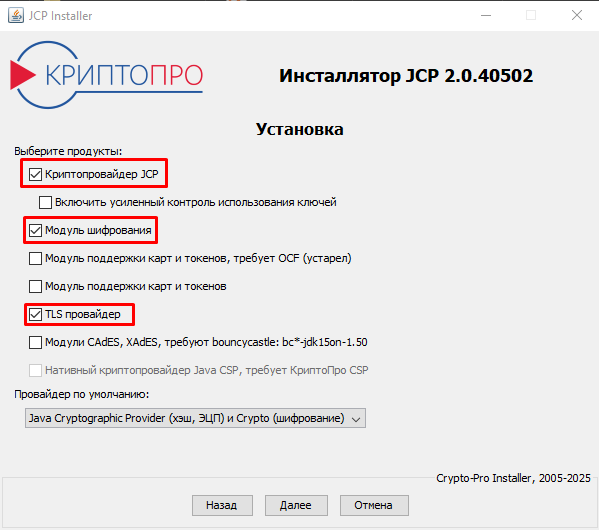 JCP Installer
КРИПТОПРО
Инсталлятор JCP 2.0.40502
Установка
Выберите продукты:
Криптопровайдер JCP
Включить усиленный контроль использования ключей
Модуль шифрования
Модуль поддержки карт и токенов, требует OCF (устарел)
Модуль поддержки карт и токенов
TLS провайдер
Модули CAdES, XAdES, требуют bouncycastle: bc*-jdk15on-1.50
Нативный криптопровайдер Java CSP, требует КриптоПро CSP
Провайдер по умолчанию:
Java Cryptographic Provider (хэш, ЭЦП) и Crypto (шифрование)
Crypto-Pro Installer, 2005-2025
Назад Далее Отмена